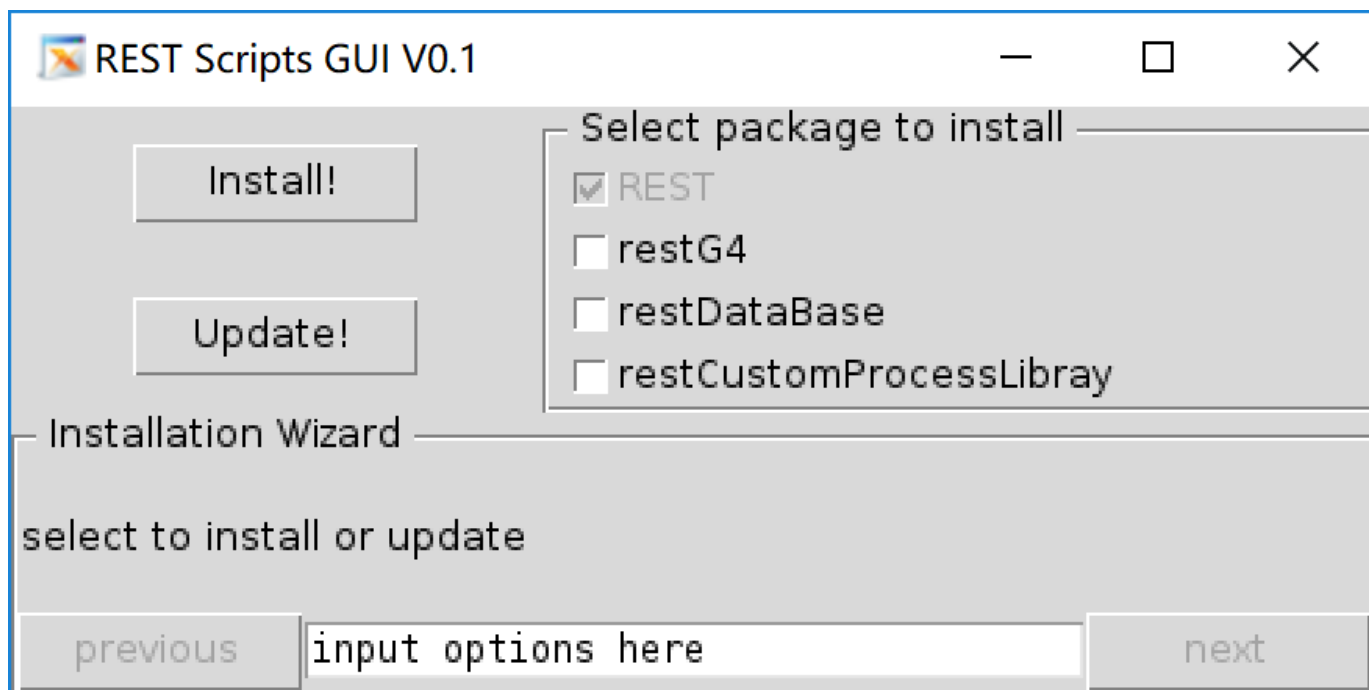 REST Scripts GUI V0.1
Install!
Update!
Select package to install
REST
restG4
restDataBase
restCustomProcessLibray
Installation Wizard
select to install or update
previous
input options here
next